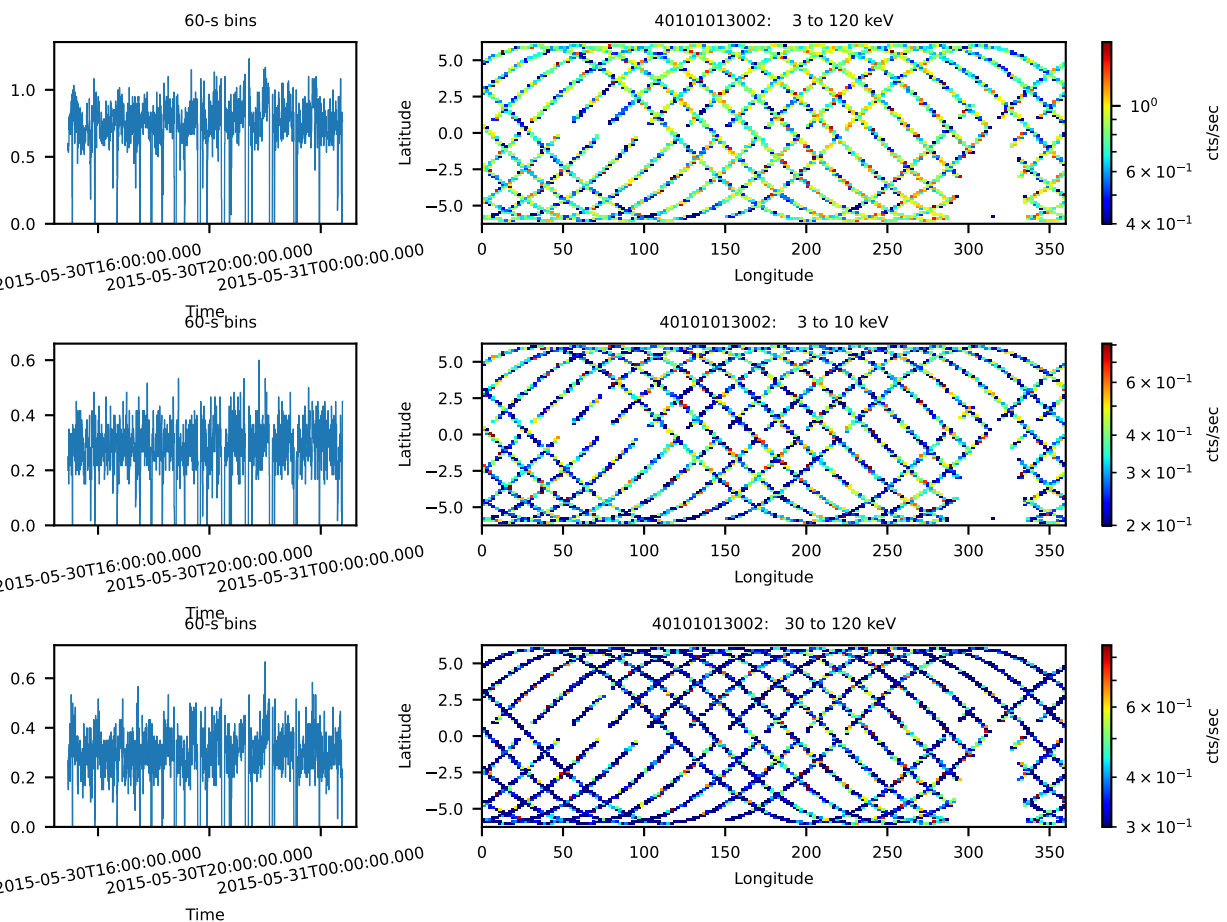 60-s bins
40101013002: 3 to 120 keV
1.0
0.5
0.0
2015-05-30T16:00:00.000
2015-05-30T20:00:00.000
2015-05-31T00:00:00.000
Time
Latitude
5.0
2.5
0.0
−2.5
−5.0
0 50 100 150 200 250 300 350
Longitude
10⁰
6 × 10⁻¹
4 × 10⁻¹
cts/sec
60-s bins
40101013002: 3 to 10 keV
0.6
0.4
0.2
0.0
2015-05-30T16:00:00.000
2015-05-30T20:00:00.000
2015-05-31T00:00:00.000
Time
Latitude
5.0
2.5
0.0
−2.5
−5.0
0 50 100 150 200 250 300 350
Longitude
6 × 10⁻¹
4 × 10⁻¹
3 × 10⁻¹
2 × 10⁻¹
cts/sec
60-s bins
40101013002: 30 to 120 keV
0.6
0.4
0.2
0.0
2015-05-30T16:00:00.000
2015-05-30T20:00:00.000
2015-05-31T00:00:00.000
Time
Latitude
5.0
2.5
0.0
−2.5
−5.0
0 50 100 150 200 250 300 350
Longitude
6 × 10⁻¹
4 × 10⁻¹
3 × 10⁻¹
cts/sec